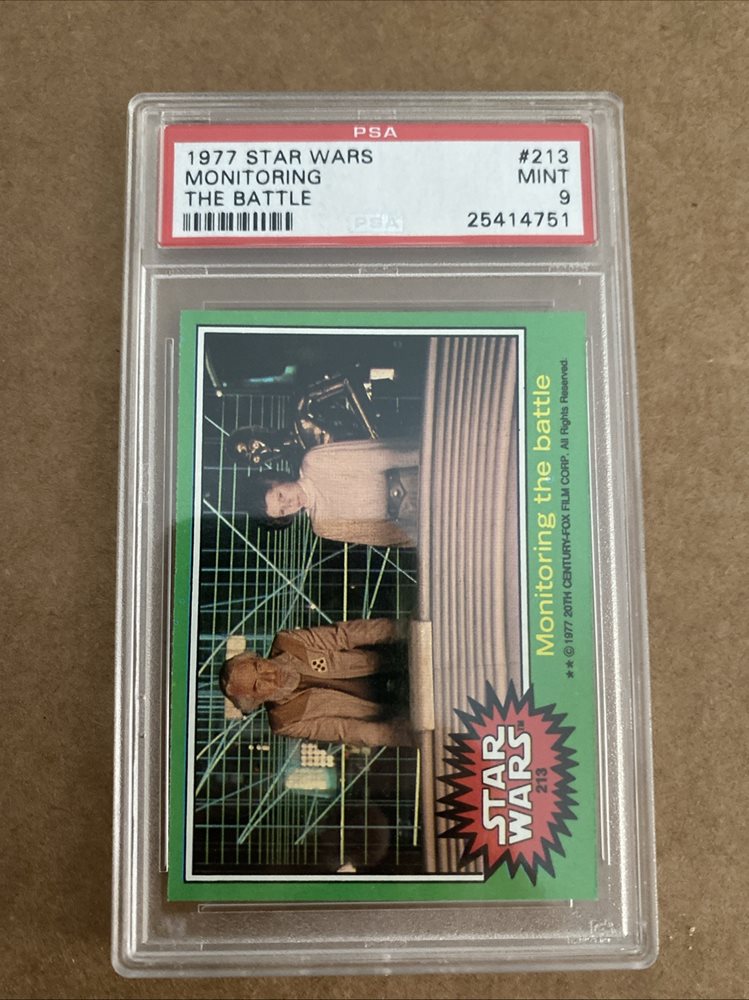 PSA
1977 STAR WARS #213
MONITORING MINT
THE BATTLE 9
PSA 25414751
Monitoring the battle
★★ © 1977 20TH CENTURY-FOX FILM CORP. All Rights Reserved.
STAR
WARS™
213